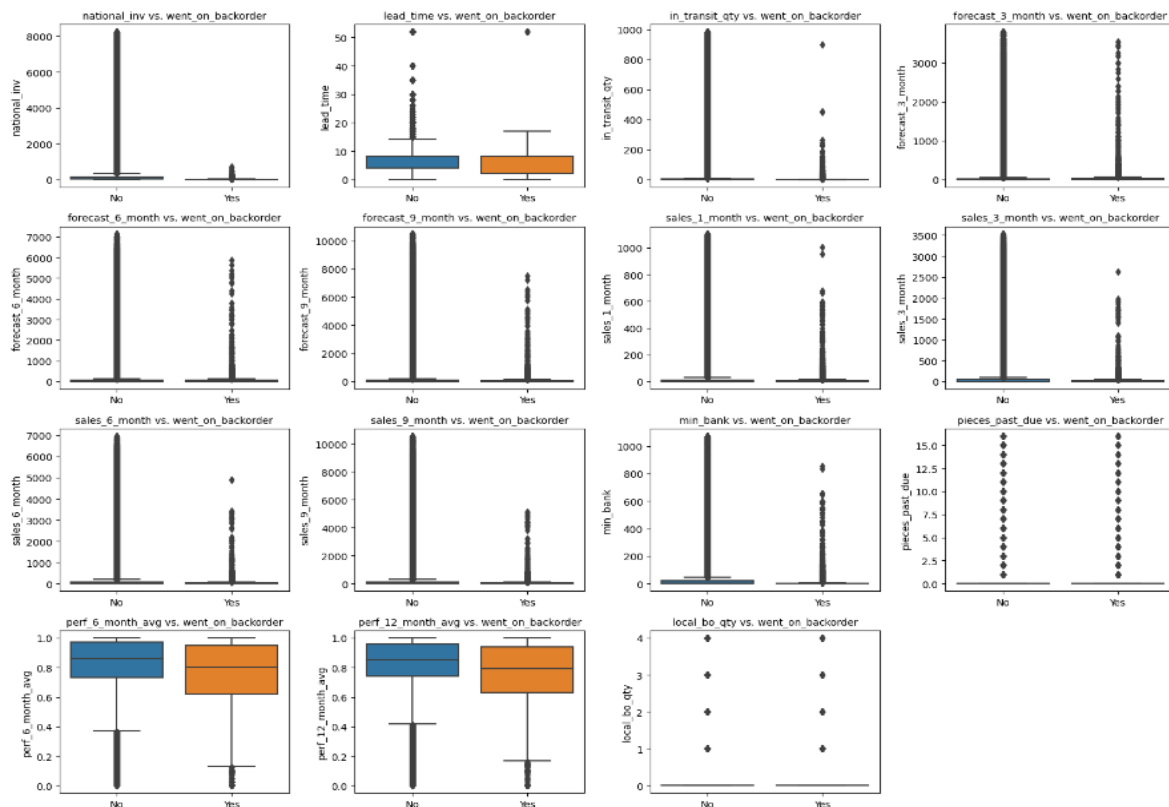 national_inv vs. went_on_backorder
lead_time vs. went_on_backorder
in_transit_qty vs. went_on_backorder
forecast_3_month vs. went_on_backorder
8000
6000
4000
2000
0
national_inv
No
Yes
50
40
30
20
10
0
lead_time
No
Yes
1000
800
600
400
200
0
in_transit_qty
No
Yes
3000
2000
1000
0
forecast_3_month
No
Yes
forecast_6_month vs. went_on_backorder
forecast_9_month vs. went_on_backorder
sales_1_month vs. went_on_backorder
sales_3_month vs. went_on_backorder
7000
6000
5000
4000
3000
2000
1000
0
forecast_6_month
No
Yes
10000
8000
6000
4000
2000
0
forecast_9_month
No
Yes
1000
800
600
400
200
0
sales_1_month
No
Yes
3500
3000
2500
2000
1500
1000
500
0
sales_3_month
No
Yes
sales_6_month vs. went_on_backorder
sales_9_month vs. went_on_backorder
min_bank vs. went_on_backorder
pieces_past_due vs. went_on_backorder
7000
6000
5000
4000
3000
2000
1000
0
sales_6_month
No
Yes
10000
8000
6000
4000
2000
0
sales_9_month
No
Yes
1000
800
600
400
200
0
min_bank
No
Yes
15.0
12.5
10.0
7.5
5.0
2.5
0.0
pieces_past_due
No
Yes
perf_6_month_avg vs. went_on_backorder
perf_12_month_avg vs. went_on_backorder
local_bo_qty vs. went_on_backorder
1.0
0.8
0.6
0.4
0.2
0.0
perf_6_month_avg
No
Yes
1.0
0.8
0.6
0.4
0.2
0.0
perf_12_month_avg
No
Yes
4
3
2
1
0
local_bo_qty
No
Yes